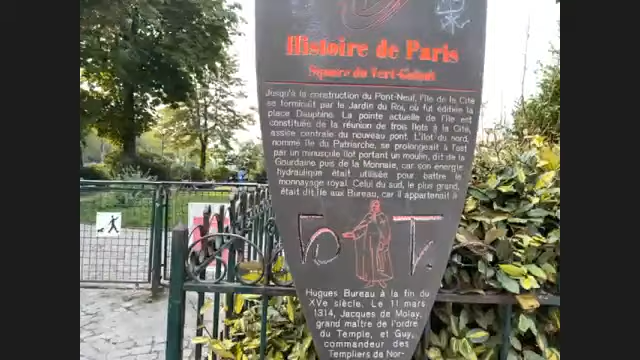 Histoire de Paris
Square du Vert-Galant
Jusqu'à la construction du Pont-Neuf, l'île de la Cité
se terminait par le Jardin du Roi, où fut édifiée la
place Dauphine. La pointe actuelle de l'île est
constituée de la réunion de trois îlots à la Cité,
assise centrale du nouveau pont. L'îlot du nord,
nommé île du Patriarche, se prolongeait à l'est
par un minuscule îlot portant un moulin, dit de la
Gourdaine puis de la Monnaie, car son énergie
hydraulique était utilisée pour battre le
monnayage royal. Celui du sud, le plus grand,
était dit île aux Bureau, car il appartenait à
Hugues Bureau à la fin du
XVe siècle. Le 11 mars
1314, Jacques de Molay,
grand maître de l'ordre
du Temple, et Guy,
commandeur des
Templiers de Nor-